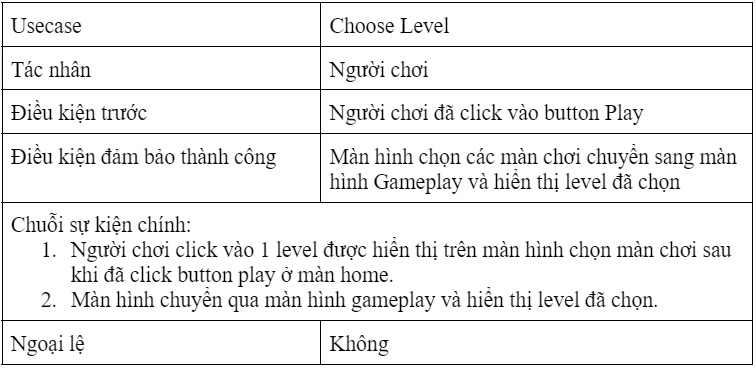 Usecase
Choose Level
Tác nhân
Người chơi
Điều kiện trước
Người chơi đã click vào button Play
Điều kiện đảm bảo thành công
Màn hình chọn các màn chơi chuyển sang màn
hình Gameplay và hiển thị level đã chọn
Chuỗi sự kiện chính:
1. Người chơi click vào 1 level được hiển thị trên màn hình chọn màn chơi sau
khi đã click button play ở màn home.
2. Màn hình chuyển qua màn hình gameplay và hiển thị level đã chọn.
Ngoại lệ
Không